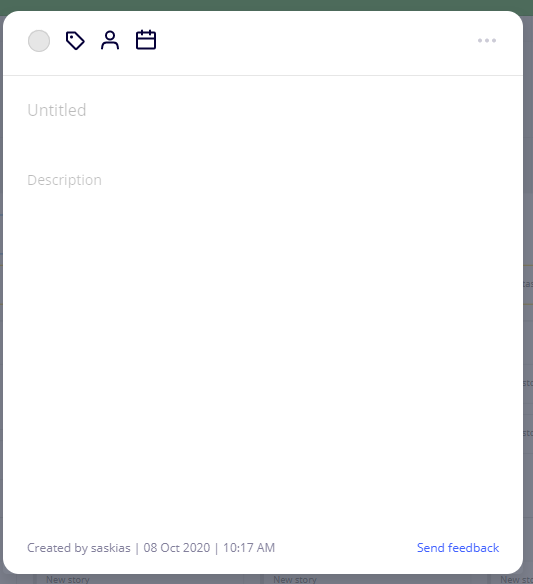 Untitled
Description
Created by saskias | 08 Oct 2020 | 10:17 AM
Send feedback
New story
New story
New sto